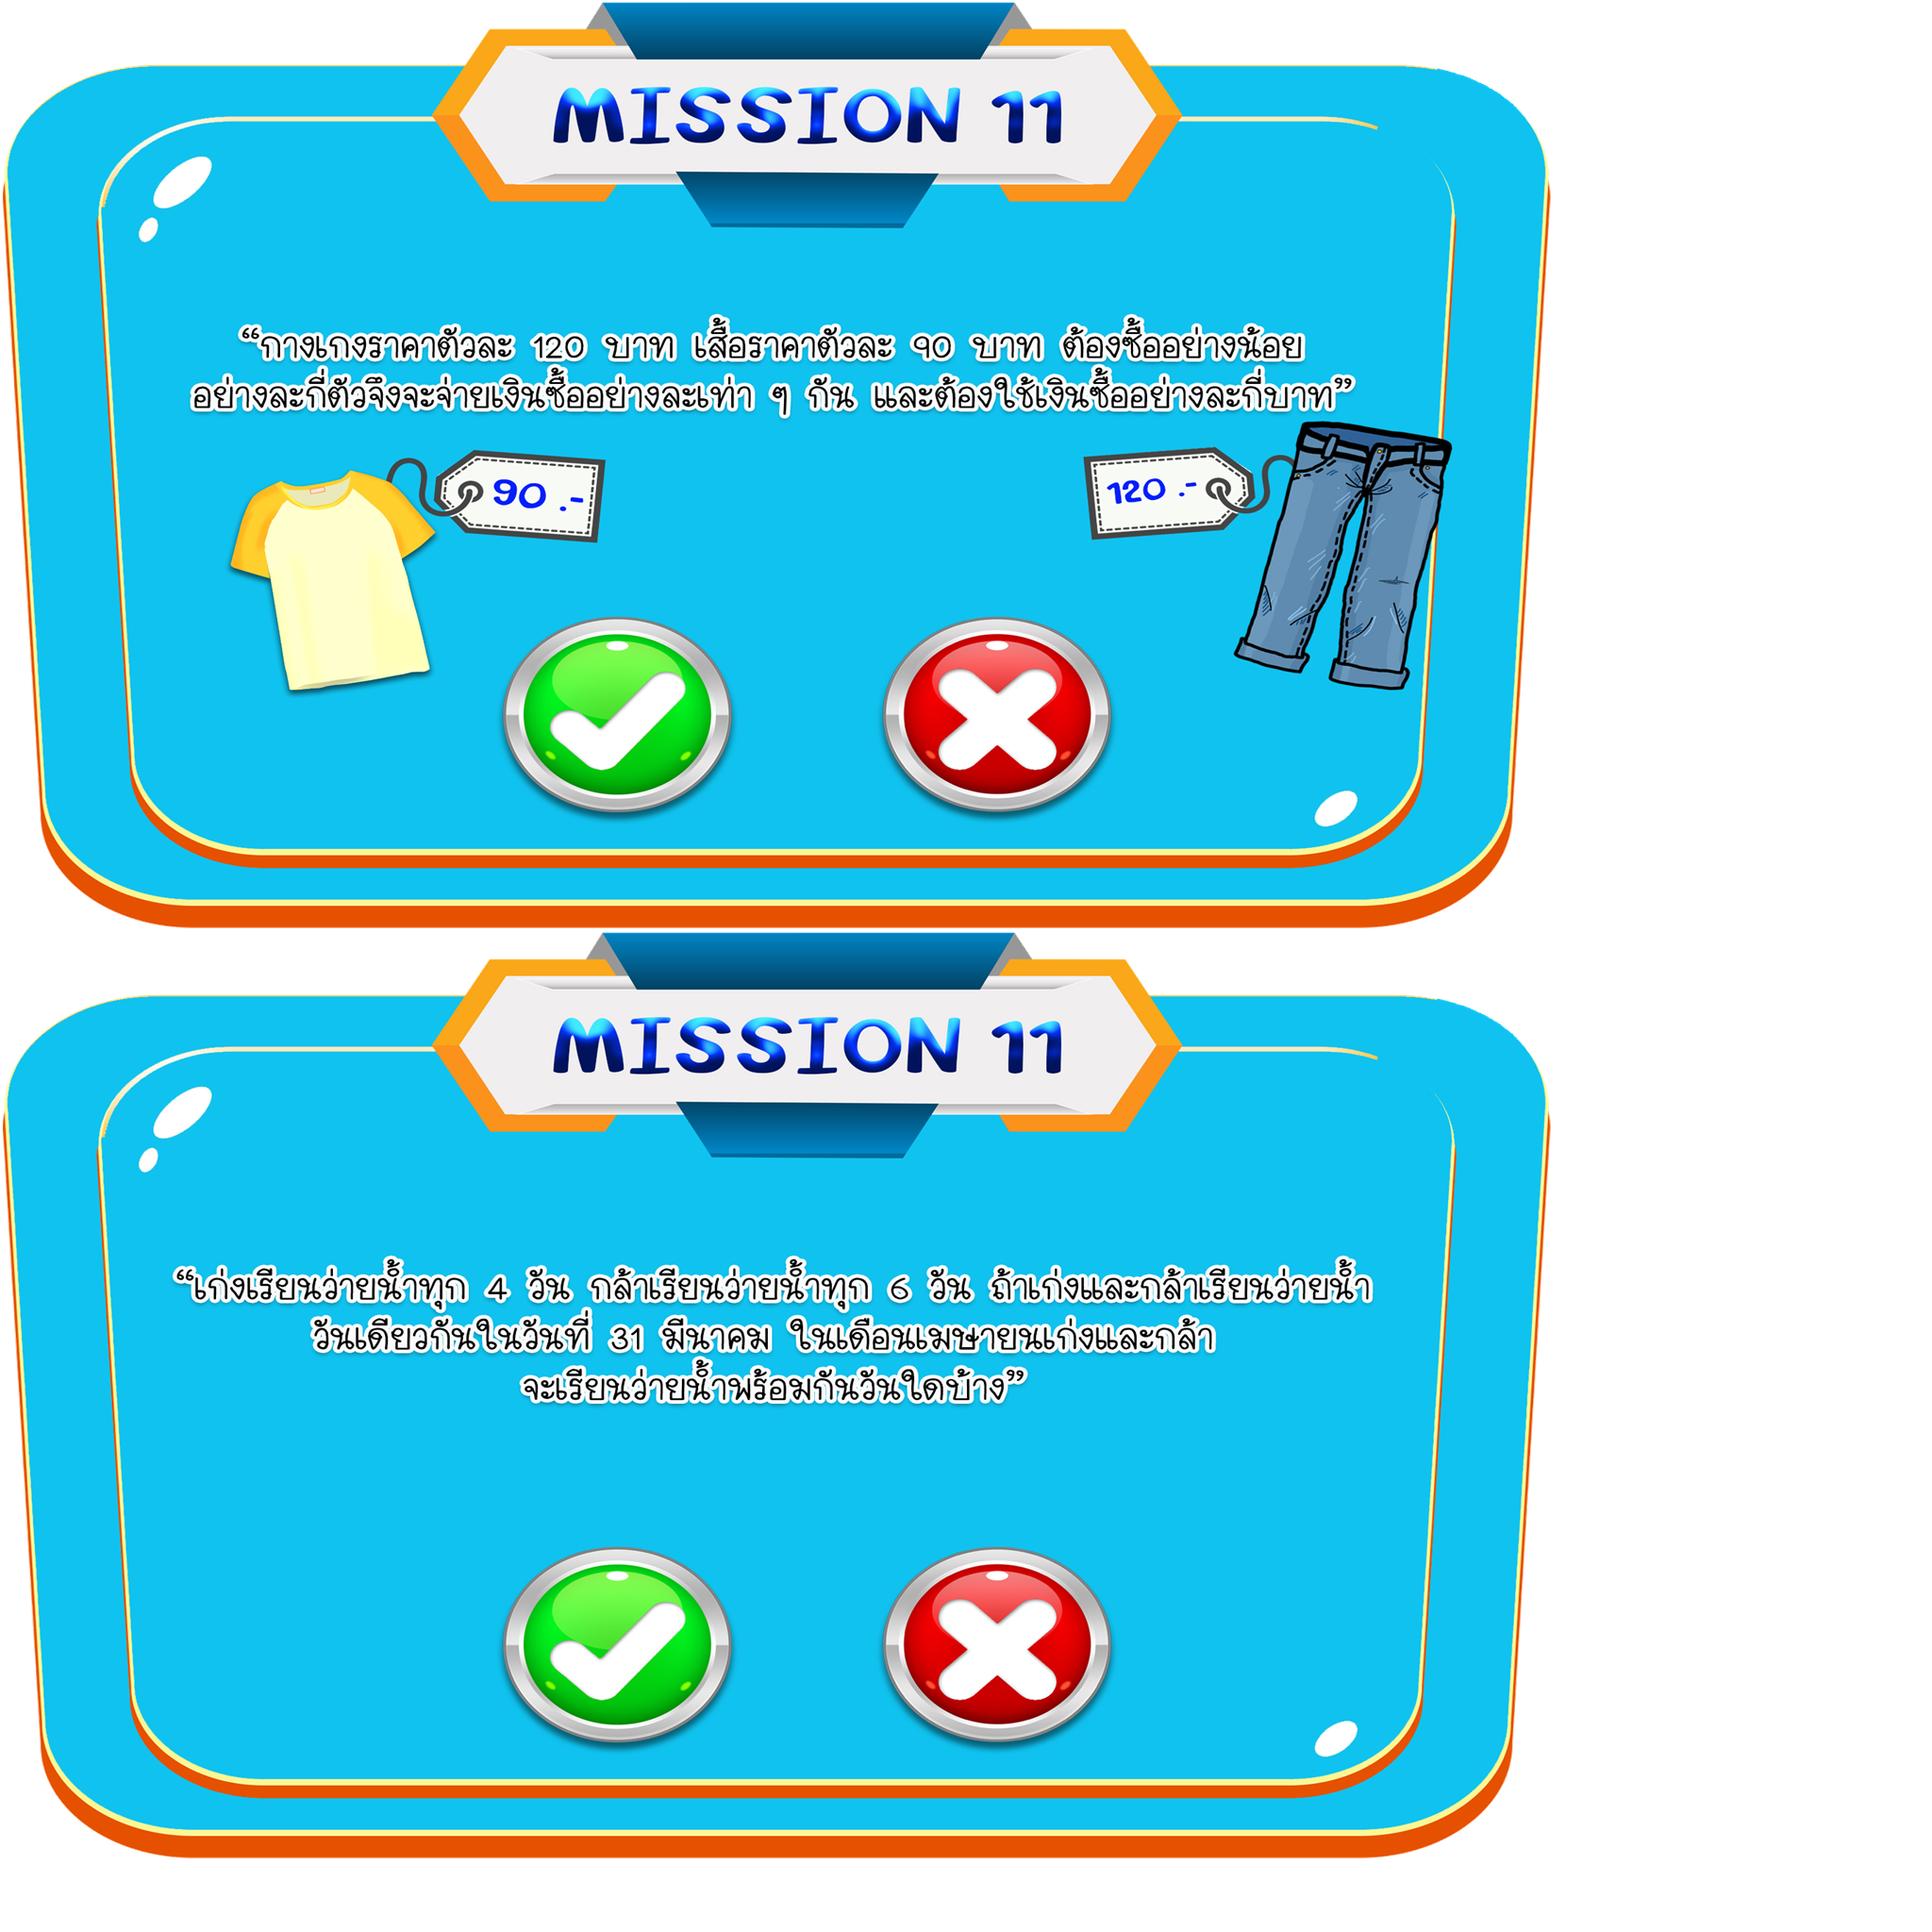 MISSION 11
“กางเกงราคาตัวละ 120 บาท เสื้อราคาตัวละ 90 บาท ต้องซื้ออย่างน้อย
อย่างละกี่ตัวจึงจะจ่ายเงินซื้ออย่างละเท่า ๆ กัน และต้องใช้เงินซื้ออย่างละกี่บาท”
90 .-
120 .-
MISSION 11
“เก่งเรียนว่ายน้ำทุก 4 วัน กล้าเรียนว่ายน้ำทุก 6 วัน ถ้าเก่งและกล้าเรียนว่ายน้ำ
วันเดียวกันในวันที่ 31 มีนาคม ในเดือนเมษายนเก่งและกล้า
จะเรียนว่ายน้ำพร้อมกันวันใดบ้าง”